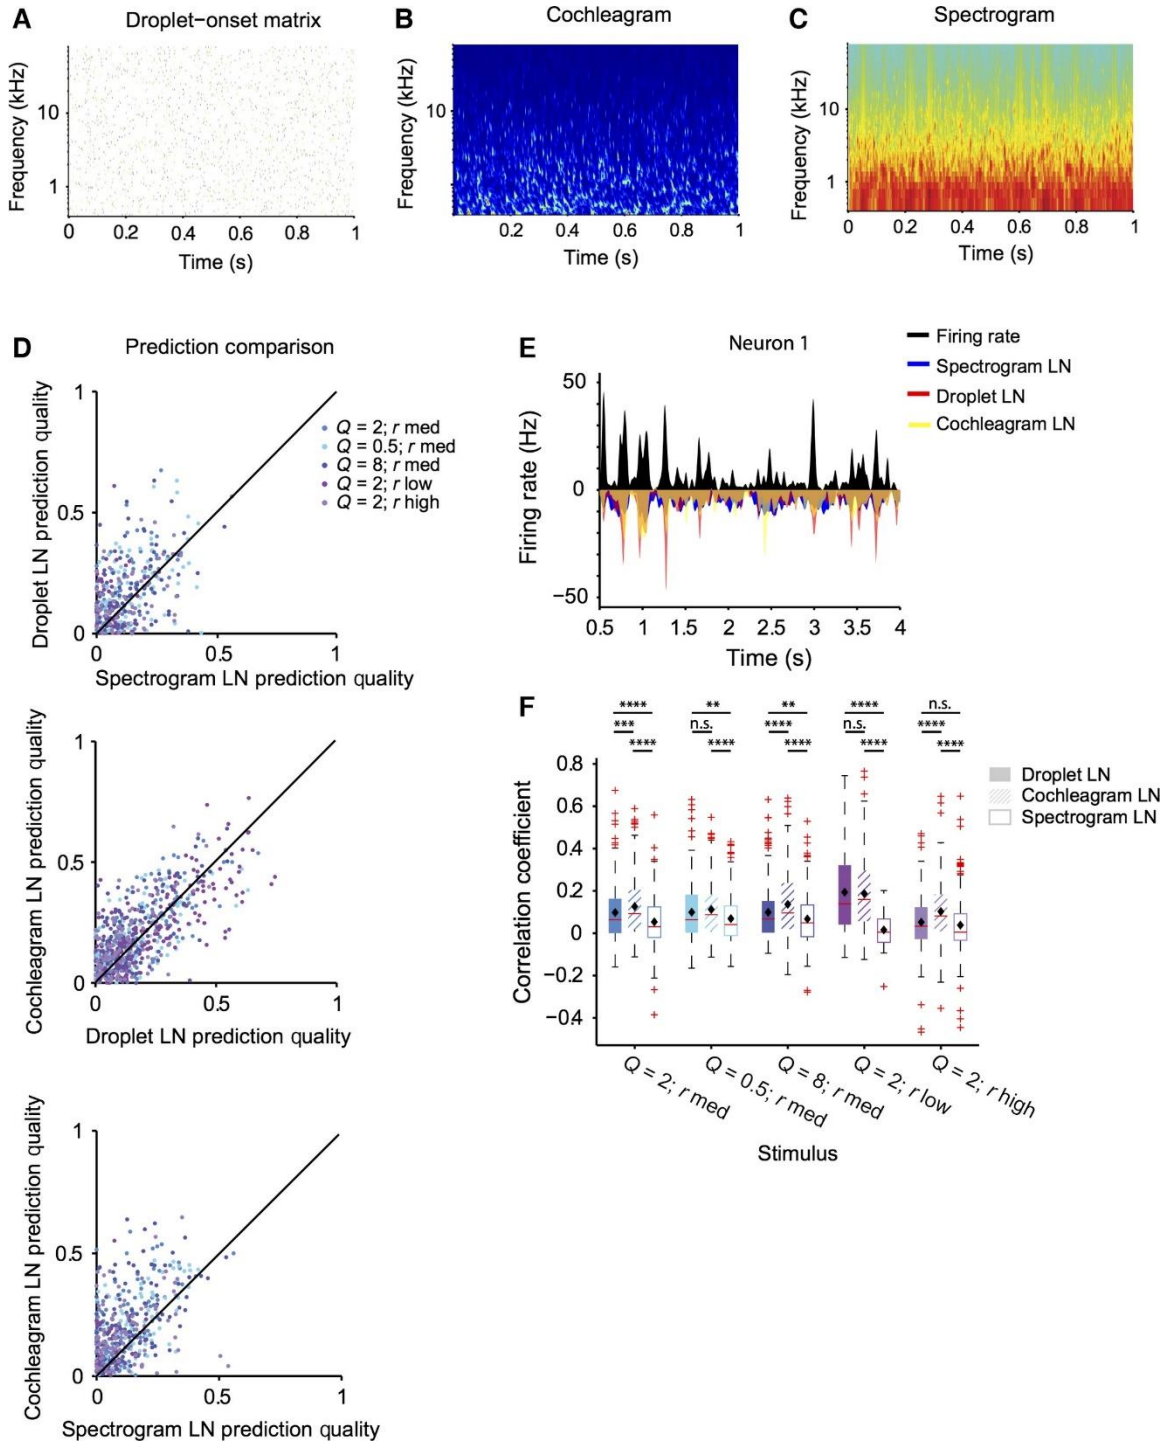 A Droplet−onset matrix
Frequency (kHz)
10
1
0 0.2 0.4 0.6 0.8 1
Time (s)
B Cochleagram
Frequency (kHz)
10
0.2 0.4 0.6 0.8 1
Time (s)
C Spectrogram
Frequency (kHz)
10
1
0 0.2 0.4 0.6 0.8 1
Time (s)
D Prediction comparison
Droplet LN prediction quality
1
0.5
0
0 0.5 1
Spectrogram LN prediction quality
Q = 2; r med
Q = 0.5; r med
Q = 8; r med
Q = 2; r low
Q = 2; r high
Cochleagram LN prediction quality
1
0.5
0
0 0.5 1
Droplet LN prediction quality
Cochleagram LN prediction quality
1
0.5
0
0 0.5 1
Spectrogram LN prediction quality
E Neuron 1
Firing rate
Spectrogram LN
Droplet LN
Cochleagram LN
Firing rate (Hz)
50
0
−50
0.5 1 1.5 2 2.5 3 3.5 4
Time (s)
F
**** ** ** **** n.s.
*** n.s. **** n.s. ****
**** **** **** **** ****
Correlation coefficient
0.8
0.6
0.4
0.2
0
−0.2
−0.4
Droplet LN
Cochleagram LN
Spectrogram LN
Q = 2; r med
Q = 0.5; r med
Q = 8; r med
Q = 2; r low
Q = 2; r high
Stimulus